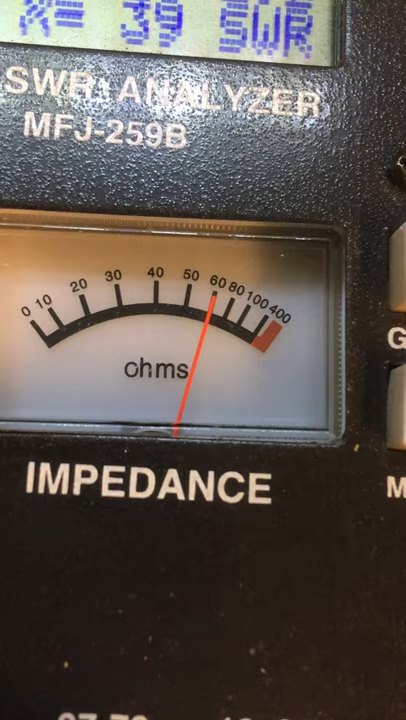 X= 39 SWR
SWR ANALYZER
MFJ-259B
0 10 20 30 40 50 60 80 100 400
ohms
IMPEDANCE
G
M